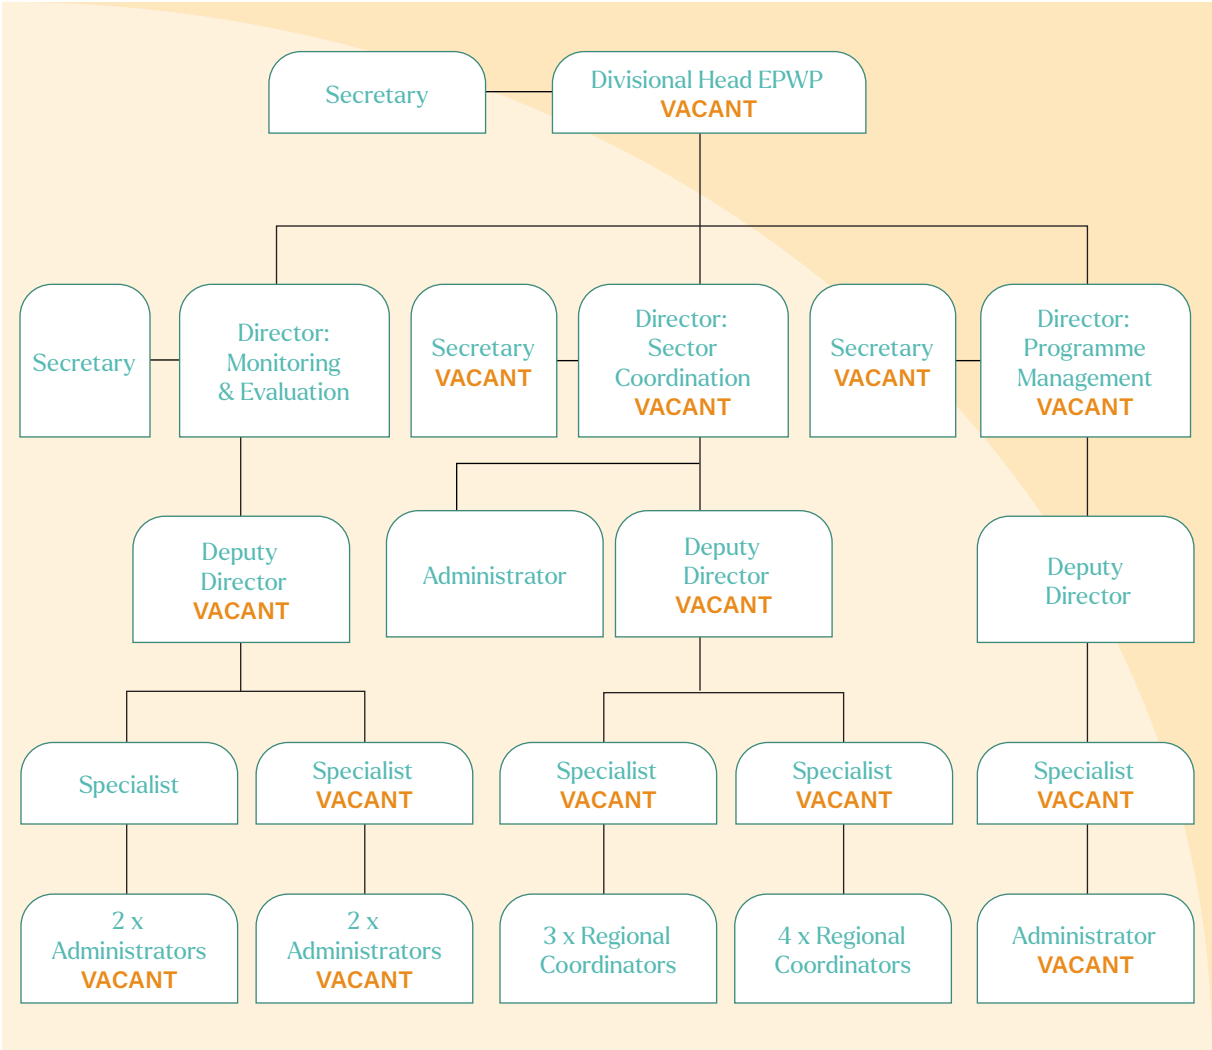 Secretary
Divisional Head EPWP
VACANT
Secretary
Director:
Monitoring
& Evaluation
Secretary
VACANT
Director:
Sector
Coordination
VACANT
Secretary
VACANT
Director:
Programme
Management
VACANT
Deputy
Director
VACANT
Administrator
Deputy
Director
VACANT
Deputy
Director
Specialist
Specialist
VACANT
Specialist
VACANT
Specialist
VACANT
Specialist
VACANT
2 x
Administrators
VACANT
2 x
Administrators
VACANT
3 x Regional
Coordinators
4 x Regional
Coordinators
Administrator
VACANT